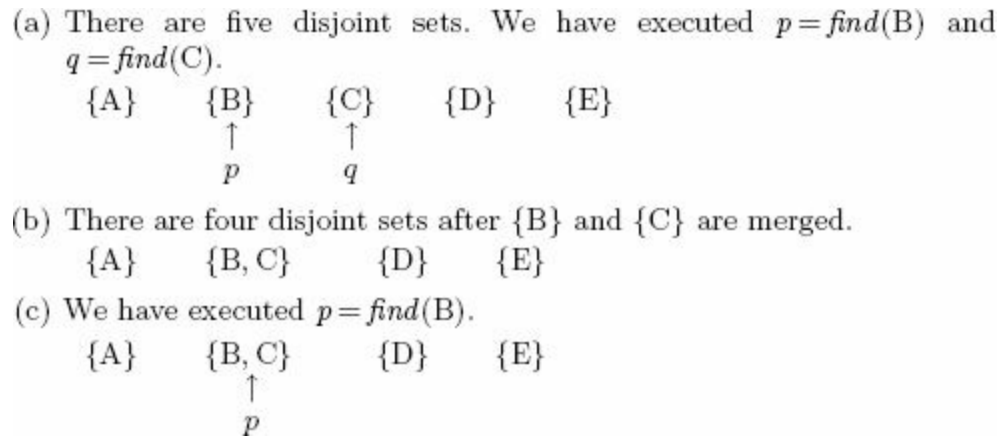 (a) There are five disjoint sets. We have executed p = find(B) and
q = find(C).
{A} {B} {C} {D} {E}
↑ ↑
p q
(b) There are four disjoint sets after {B} and {C} are merged.
{A} {B, C} {D} {E}
(c) We have executed p = find(B).
{A} {B, C} {D} {E}
↑
p